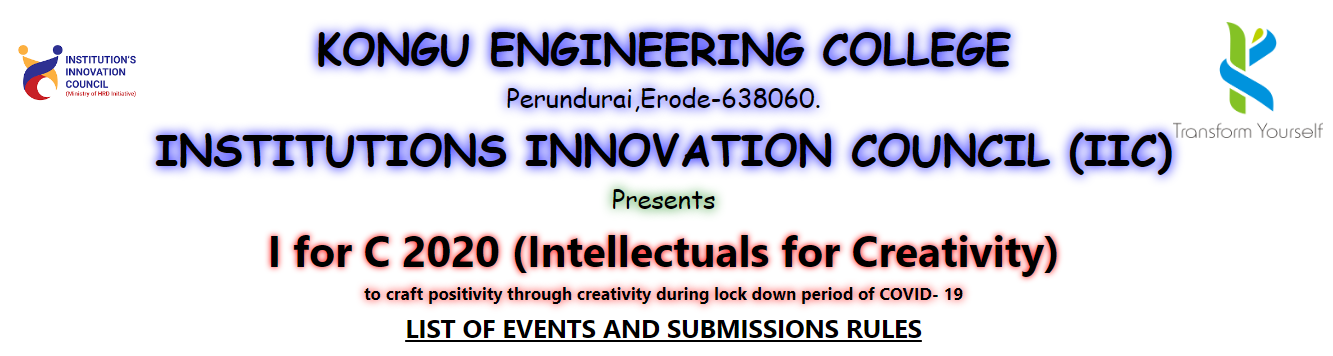 KONGU ENGINEERING COLLEGE
INSTITUTION'S
INNOVATION
COUNCIL
(Ministry of HRD Initiative)
Perundurai,Erode-638060.
Transform Yourself
INSTITUTIONS INNOVATION COUNCIL (IIC)
Presents
I for C 2020 (Intellectuals for Creativity)
to craft positivity through creativity during lock down period of COVID- 19
LIST OF EVENTS AND SUBMISSIONS RULES